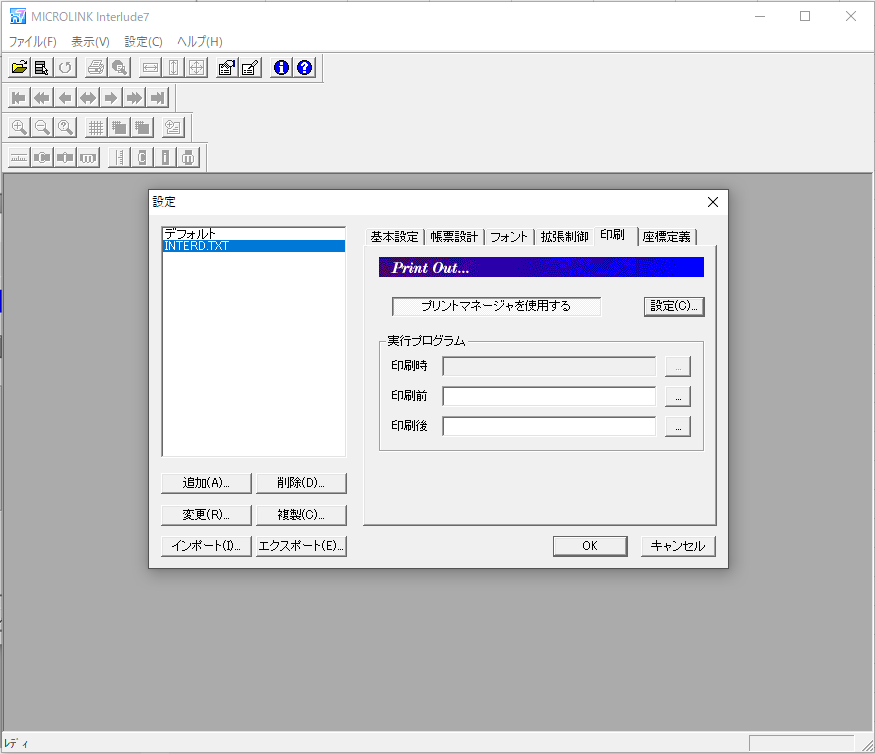 MICROLINK Interlude7
ファイル(F) 表示(V) 設定(C) ヘルプ(H)
設定
デフォルト
INTERD.TXT
基本設定 帳票設計 フォント 拡張制御 印刷 座標定義
Print Out...
プリントマネージャを使用する 設定(C)...
実行プログラム
印刷時 ...
印刷前 ...
印刷後 ...
追加(A)... 削除(D)...
変更(R)... 複製(C)...
インポート(I)... エクスポート(E)...
OK キャンセル
レディ